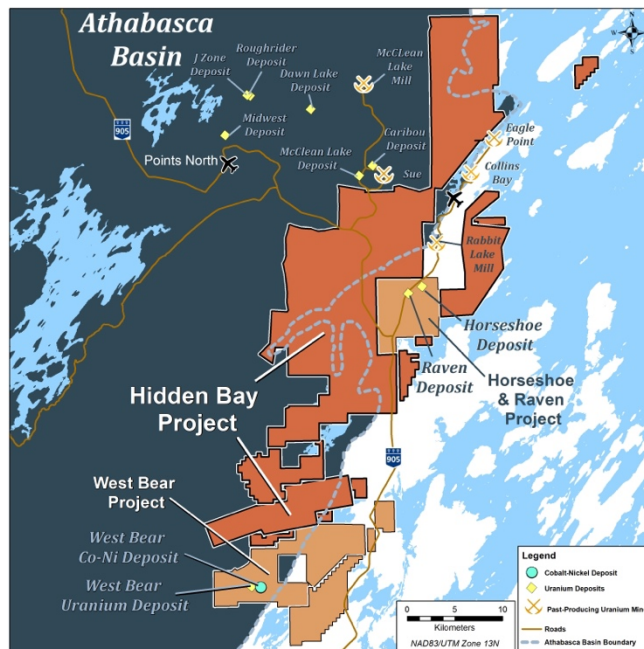 Athabasca
Basin
J Zone
Deposit
Roughrider
Deposit
Dawn Lake
Deposit
McCLean
Lake
Mill
905
Midwest
Deposit
Points North
McClean Lake
Deposit
Caribou
Deposit
Sue
Eagle
Point
Collins
Bay
Rabbit
Lake
Mill
Horseshoe
Deposit
Raven
Deposit
Horseshoe
& Raven
Project
Hidden Bay
Project
905
West Bear
Project
West Bear
Co-Ni Deposit
West Bear
Uranium Deposit
N
Legend
Cobalt-Nickel Deposit
Uranium Deposits
Past-Producing Uranium Min
Roads
Athabasca Basin Boundary
0 5 10
Kilometers
NAD83/UTM Zone 13N